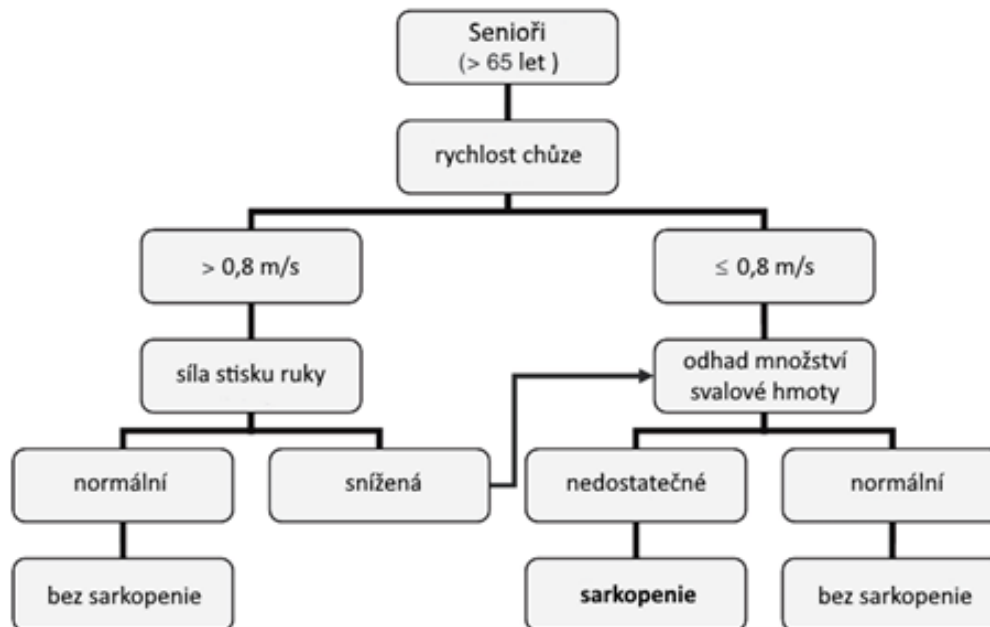 Senioři
(> 65 let )
rychlost chůze
> 0,8 m/s
≤ 0,8 m/s
síla stisku ruky
odhad množství
svalové hmoty
normální
snížená
nedostatečné
normální
bez sarkopenie
sarkopenie
bez sarkopenie